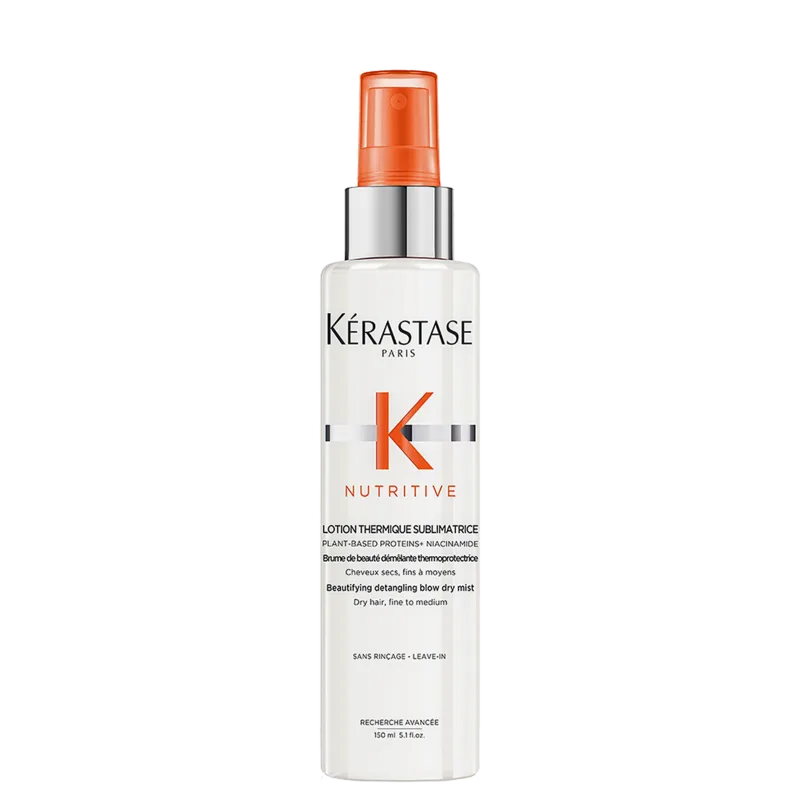 KÉRASTASE
PARIS
K
NUTRITIVE
LOTION THERMIQUE SUBLIMATRICE
PLANT-BASED PROTEINS+ NIACINAMIDE
Brume de beauté démêlante thermoprotectrice
Cheveux secs, fins à moyens
Beautifying detangling blow dry mist
Dry hair, fine to medium
SANS RINÇAGE - LEAVE-IN
RECHERCHE AVANCÉE
150 ml 5.1 fl.oz.